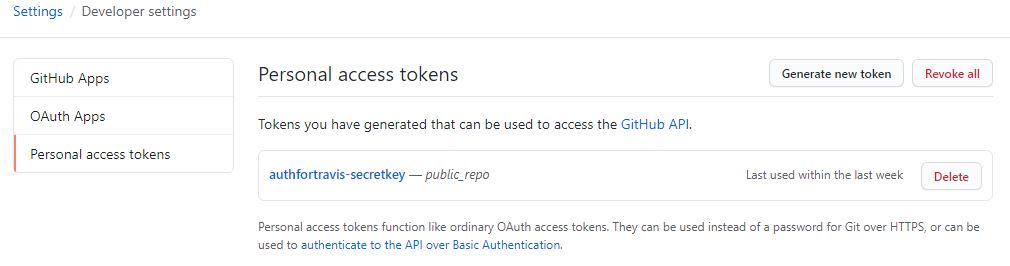 Settings / Developer settings
GitHub Apps
OAuth Apps
Personal access tokens
Personal access tokens
Generate new token
Revoke all
Tokens you have generated that can be used to access the GitHub API.
authfortravis-secretkey — public_repo
Last used within the last week
Delete
Personal access tokens function like ordinary OAuth access tokens. They can be used instead of a password for Git over HTTPS, or can be
used to authenticate to the API over Basic Authentication.